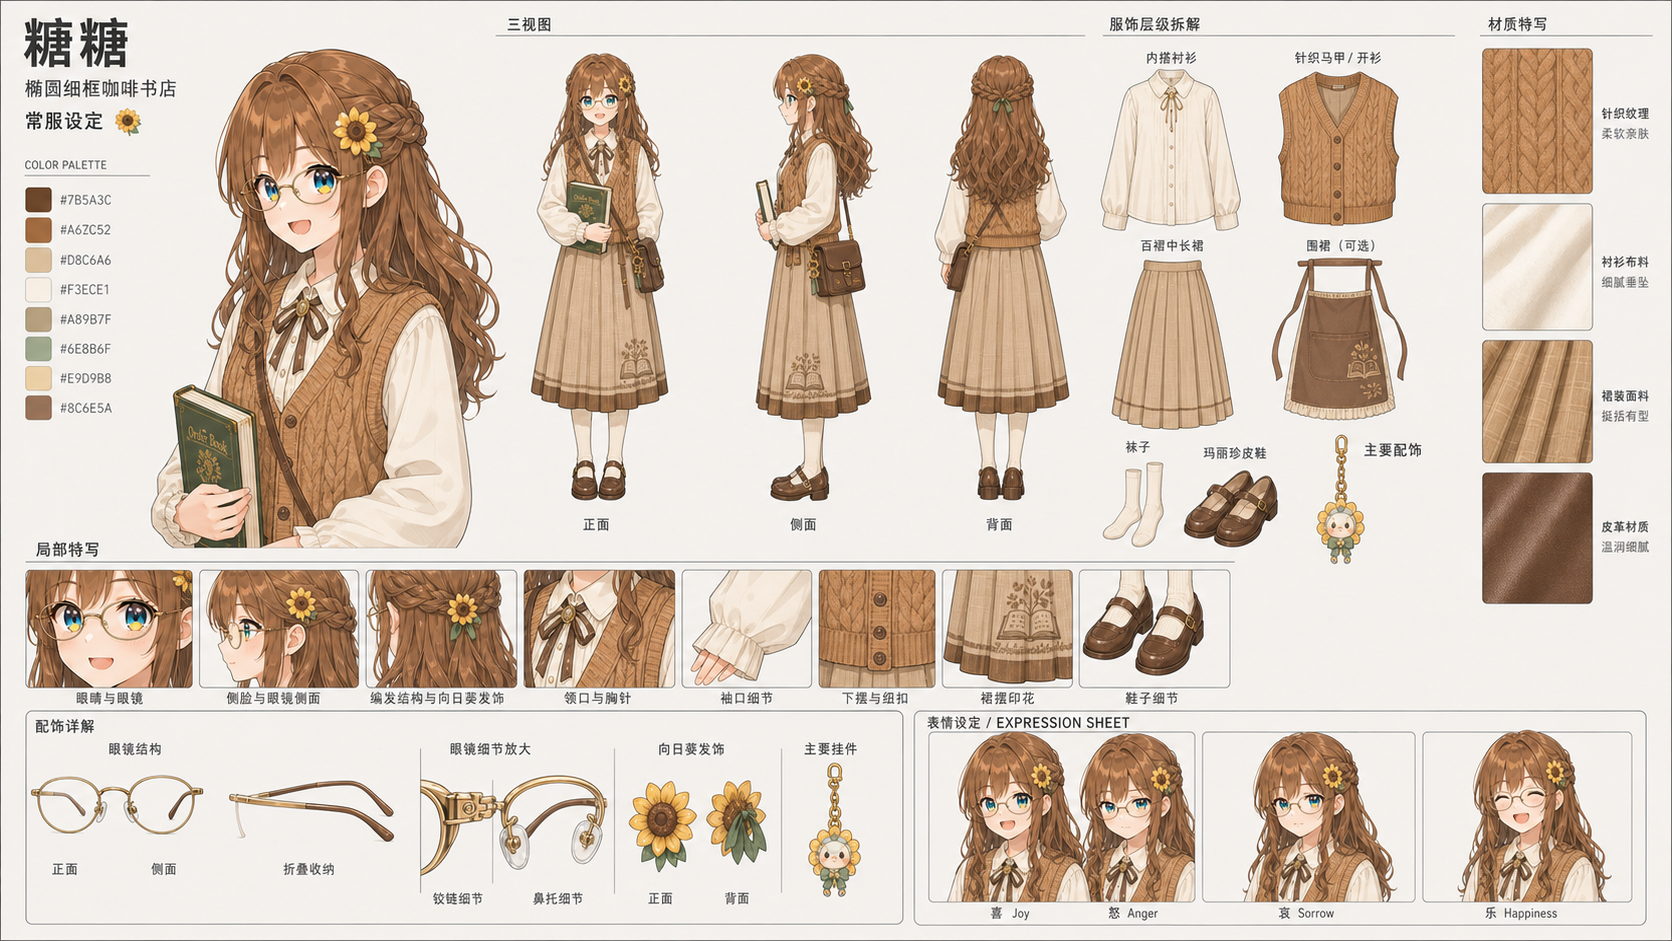 糖糖
椭圆细框咖啡书店
常服设定
COLOR PALETTE
#7B5A3C
#A6ZC52
#D8C6A6
#F3ECE1
#A89B7F
#6E8B6F
#E9D9B8
#8C6E5A
Order Book
三视图
正面
侧面
背面
服饰层级拆解
内搭衬衫
针织马甲 / 开衫
百褶中长裙
围裙（可选）
袜子
玛丽珍皮鞋
主要配饰
材质特写
针织纹理
柔软亲肤
衬衫布料
细腻垂坠
裙装面料
挺括有型
皮革材质
温润细腻
局部特写
眼睛与眼镜
侧脸与眼镜侧面
编发结构与向日葵发饰
领口与胸针
袖口细节
下摆与纽扣
裙摆印花
鞋子细节
配饰详解
眼镜结构
正面
侧面
折叠收纳
眼镜细节放大
铰链细节
鼻托细节
向日葵发饰
正面
背面
主要挂件
表情设定 / EXPRESSION SHEET
喜 Joy
怒 Anger
哀 Sorrow
乐 Happiness